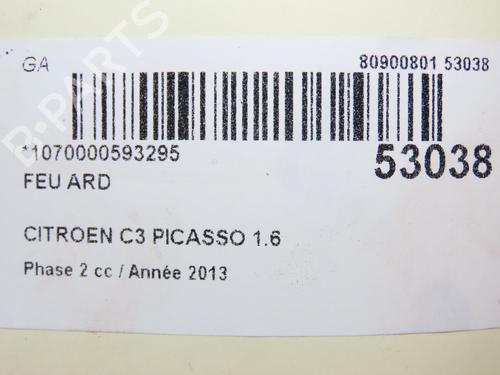 GA
80900801 53038
B-PARTS
*1070000593295
53038
FEU ARD
CITROEN C3 PICASSO 1.6
Phase 2 cc / Année 2013